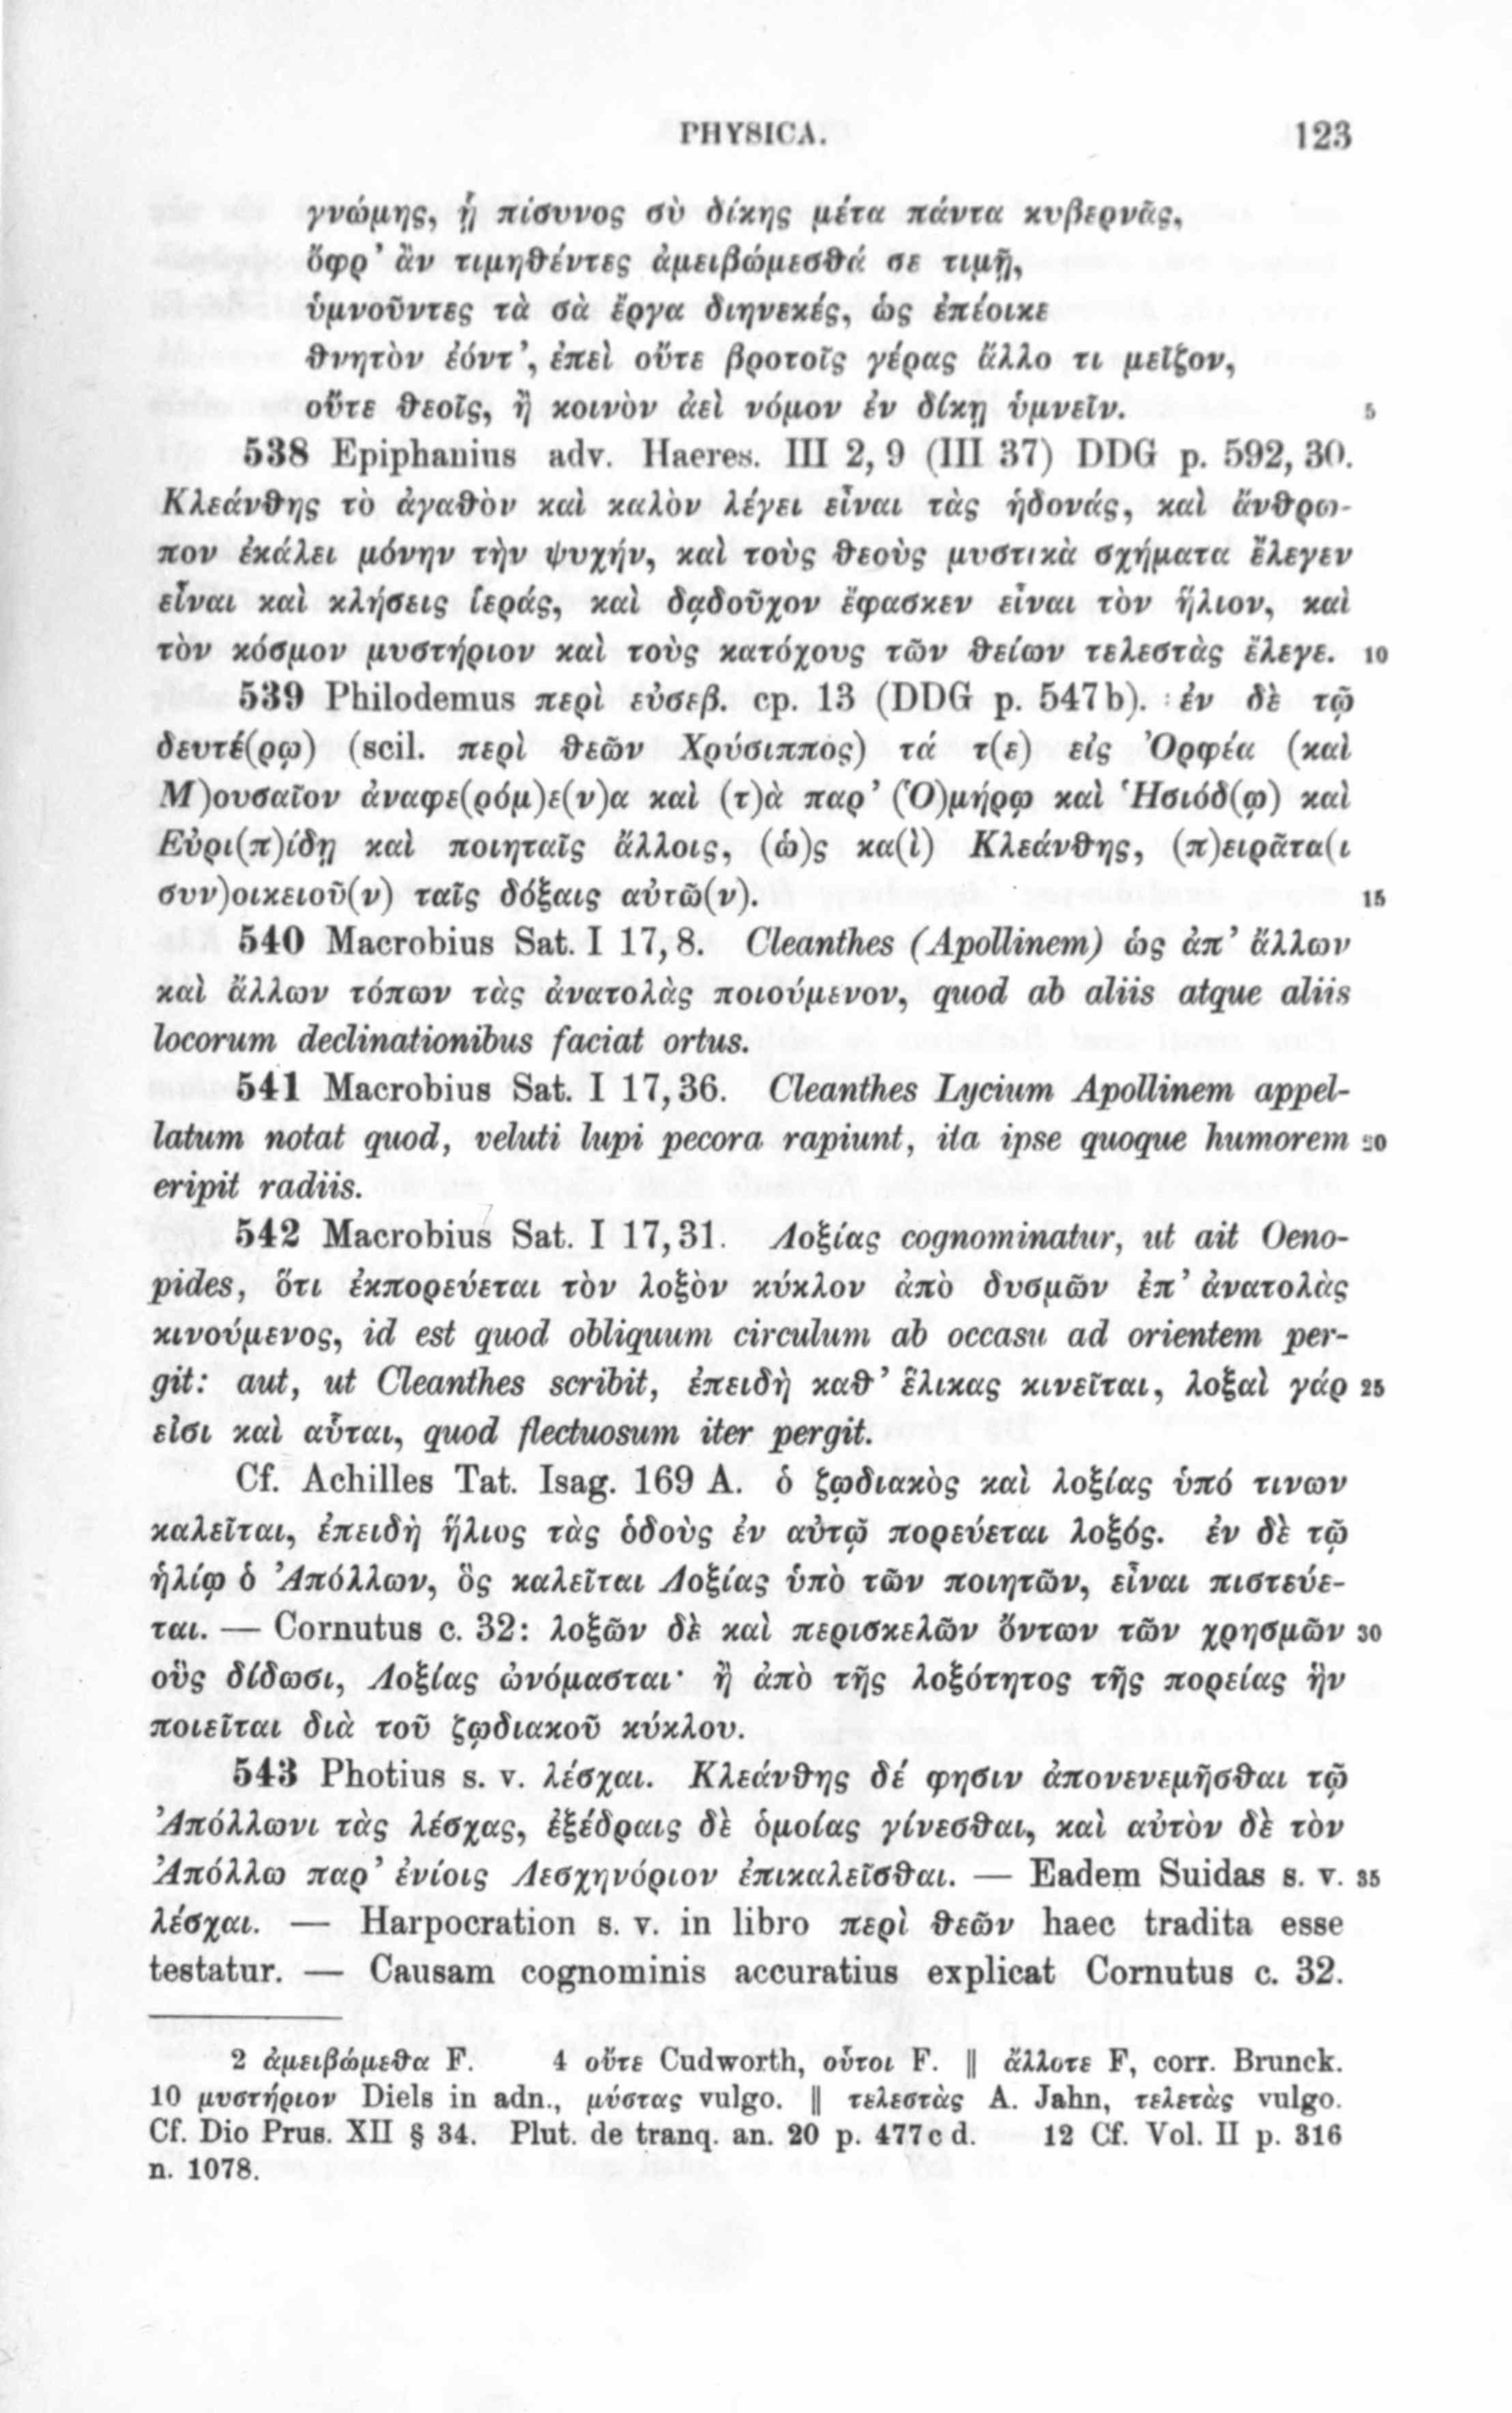 PHYSICA. 123
γνώμης, ᾗ πίσυνος σὺ δίκης μέτα πάντα κυβερνᾷς,
ὄφρ’ ἂν τιμηθέντες ἀμειβώμεσθά σε τιμῇ,
ὑμνοῦντες τὰ σὰ ἔργα διηνεκές, ὡς ἐπέοικε
θνητὸν ἐόντ’, ἐπεὶ οὔτε βροτοῖς γέρας ἄλλο τι μεῖζον,
οὔτε θεοῖς, ἢ κοινὸν ἀεὶ νόμον ἐν δίκῃ ὑμνεῖν. 5
538 Epiphanius adv. Haeres. III 2, 9 (III 37) DDG p. 592, 30.
Κλεάνθης τὸ ἀγαθὸν καὶ καλὸν λέγει εἶναι τὰς ἡδονάς, καὶ ἄνθρω-
πον ἐκάλει μόνην τὴν ψυχήν, καὶ τοὺς θεοὺς μυστικὰ σχήματα ἔλεγεν
εἶναι καὶ κλήσεις ἱεράς, καὶ δᾳδοῦχον ἔφασκεν εἶναι τὸν ἥλιον, καὶ
τὸν κόσμον μυστήριον καὶ τοὺς κατόχους τῶν θείων τελεστὰς ἔλεγε. 10
539 Philodemus περὶ εὐσεβ. cp. 13 (DDG p. 547 b). ἐν δὲ τῷ
δευτέ(ρῳ) (scil. περὶ θεῶν Χρύσιππος) τά τ(ε) εἰς Ὀρφέα (καὶ
Μ)ουσαῖον ἀναφε(ρόμ)ε(ν)α καὶ (τ)ὰ παρ’ (Ὁ)μήρῳ καὶ Ἡσιόδ(ῳ) καὶ
Εὐρι(π)ίδῃ καὶ ποιηταῖς ἄλλοις, (ὡ)ς κα(ὶ) Κλεάνθης, (π)ειρᾶτα(ι
συν)οικειοῦ(ν) ταῖς δόξαις αὐτῶ(ν). 15
540 Macrobius Sat. I 17, 8. Cleanthes (Apollinem) ὡς ἀπ’ ἄλλων
καὶ ἄλλων τόπων τὰς ἀνατολὰς ποιούμενον, quod ab aliis atque aliis
locorum declinationibus faciat ortus.
541 Macrobius Sat. I 17, 36. Cleanthes Lycium Apollinem appel-
latum notat quod, veluti lupi pecora rapiunt, ita ipse quoque humorem 20
eripit radiis.
542 Macrobius Sat. I 17, 31. Λοξίας cognominatur, ut ait Oeno-
pides, ὅτι ἐκπορεύεται τὸν λοξὸν κύκλον ἀπὸ δυσμῶν ἐπ’ ἀνατολὰς
κινούμενος, id est quod obliquum circulum ab occasu ad orientem per-
git: aut, ut Cleanthes scribit, ἐπειδὴ καθ’ ἕλικας κινεῖται, λοξαὶ γάρ 25
εἰσι καὶ αὗται, quod flectuosum iter pergit.
Cf. Achilles Tat. Isag. 169 A. ὁ ζῳδιακὸς καὶ λοξίας ὑπό τινων
καλεῖται, ἐπειδὴ ἥλιος τὰς ὁδοὺς ἐν αὐτῷ πορεύεται λοξός. ἐν δὲ τῷ
ἡλίῳ ὁ Ἀπόλλων, ὃς καλεῖται Λοξίας ὑπὸ τῶν ποιητῶν, εἶναι πιστεύε-
ται. — Cornutus c. 32: λοξῶν δὲ καὶ περισκελῶν ὄντων τῶν χρησμῶν 30
οὓς δίδωσι, Λοξίας ὠνόμασται· ἢ ἀπὸ τῆς λοξότητος τῆς πορείας ἣν
ποιεῖται διὰ τοῦ ζῳδιακοῦ κύκλου.
543 Photius s. v. λέσχαι. Κλεάνθης δέ φησιν ἀπονενεμῆσθαι τῷ
Ἀπόλλωνι τὰς λέσχας, ἐξέδραις δὲ ὁμοίας γίνεσθαι, καὶ αὐτὸν δὲ τὸν
Ἀπόλλω παρ’ ἐνίοις Λεσχηνόριον ἐπικαλεῖσθαι. — Eadem Suidas s. v. 35
λέσχαι. — Harpocration s. v. in libro περὶ θεῶν haec tradita esse
testatur. — Causam cognominis accuratius explicat Cornutus c. 32.
2 ἀμειβώμεθα F. 4 οὔτε Cudworth, οὗτοι F. || ἄλλοτε F, corr. Brunck.
10 μυστήριον Diels in adn., μύστας vulgo. || τελεστὰς A. Jahn, τελετὰς vulgo.
Cf. Dio Prus. XII § 34. Plut. de tranq. an. 20 p. 477 c d. 12 Cf. Vol. II p. 316
n. 1078.